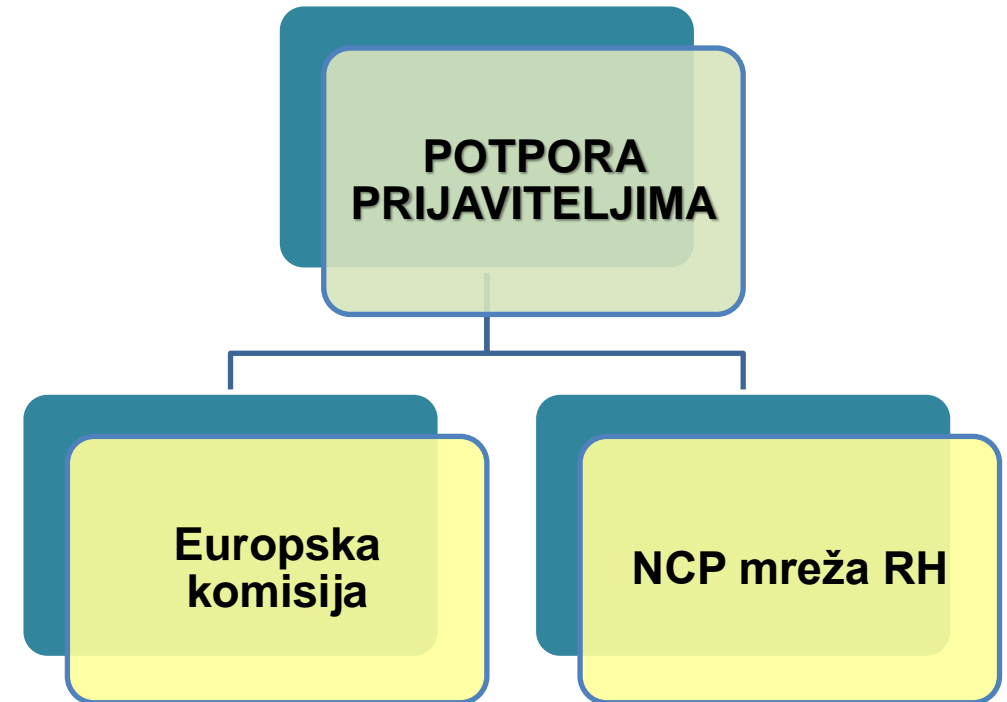 POTPORA
PRIJAVITELJIMA
Europska
komisija
NCP mreža RH